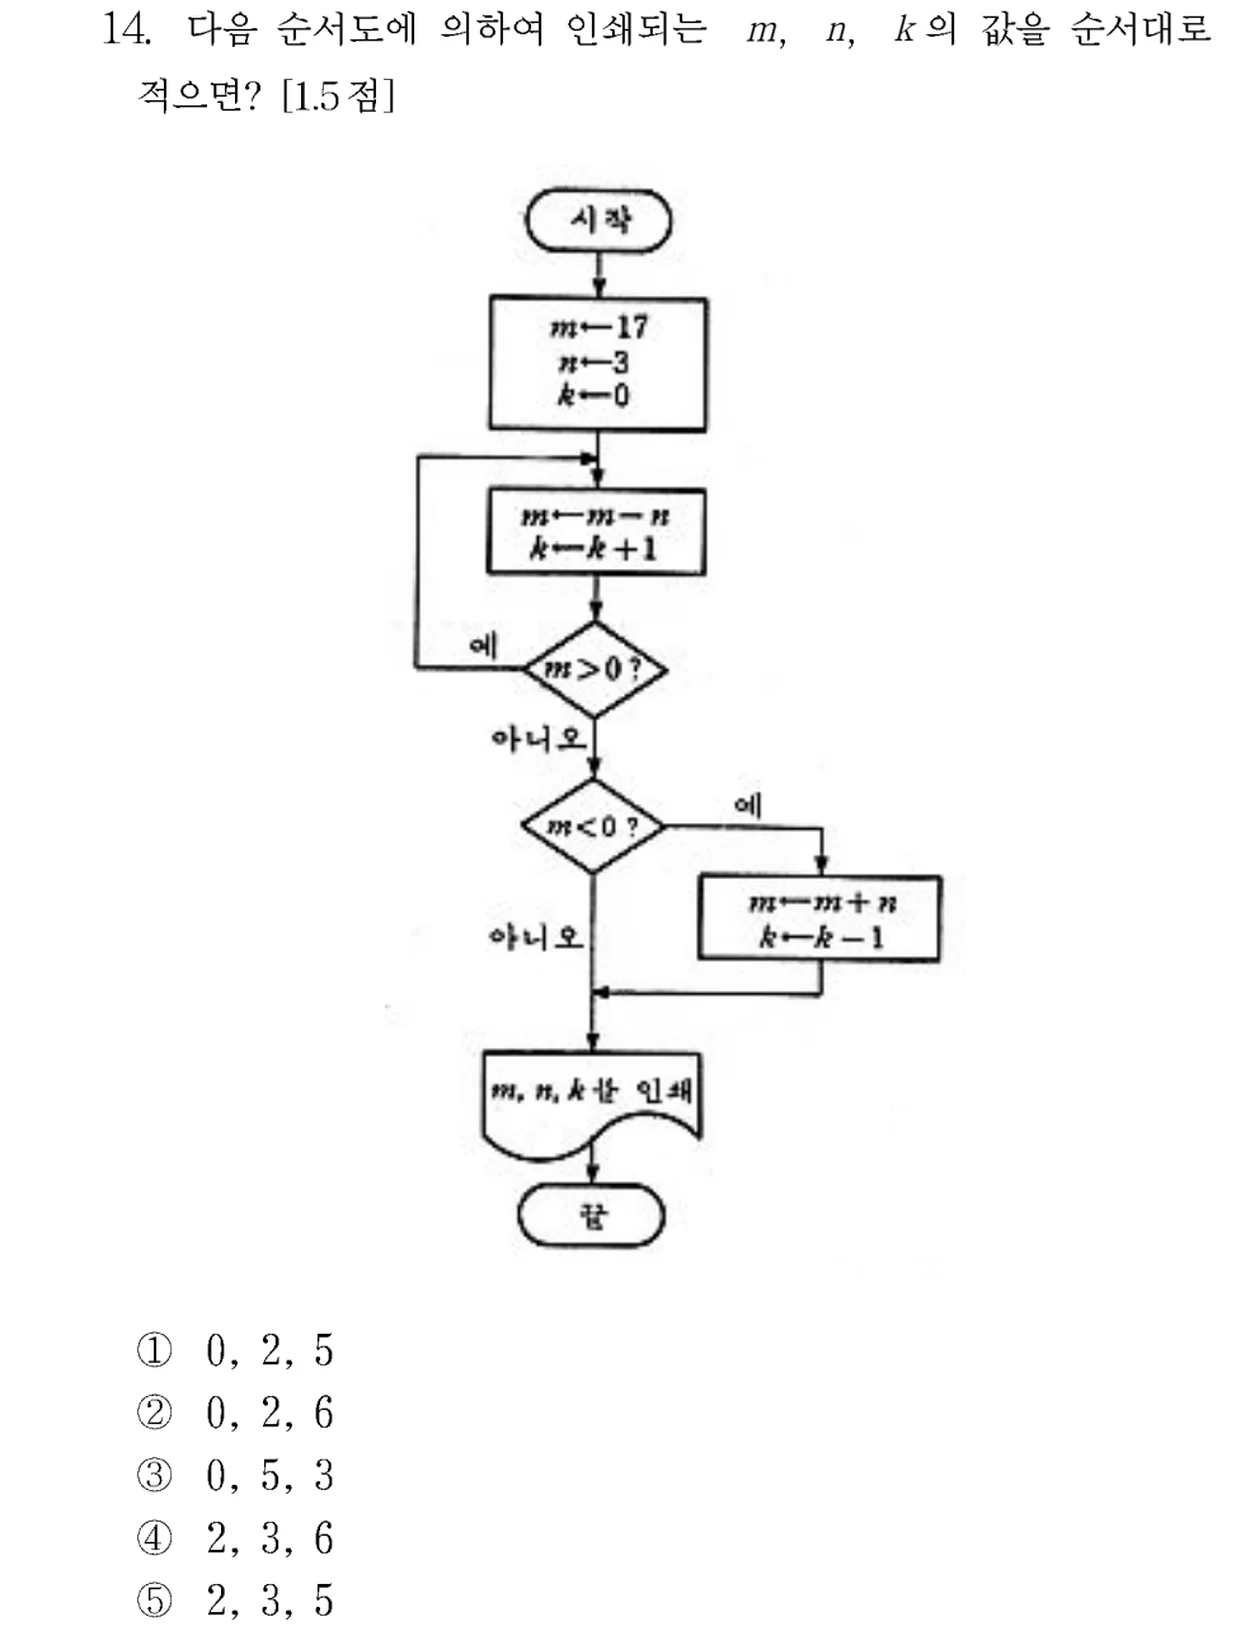 14. 다음 순서도에 의하여 인쇄되는 m, n, k의 값을 순서대로
적으면? [1.5점]
시작
m←17
n←3
k←0
m←m－n
k←k＋1
예
m＞0？
아니오
m＜0？
예
m←m＋n
k←k－1
아니오
m, n, k를 인쇄
끝
① 0, 2, 5
② 0, 2, 6
③ 0, 5, 3
④ 2, 3, 6
⑤ 2, 3, 5